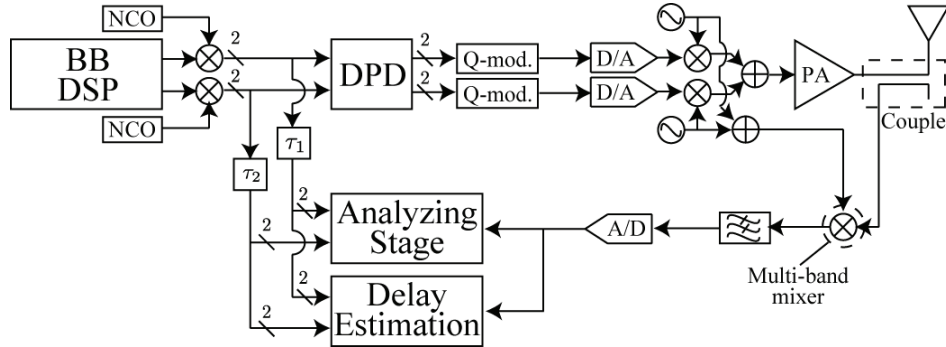 NCO
BB
DSP
NCO
2
2
DPD
2
2
Q-mod.
Q-mod.
D/A
D/A
PA
Couple
τ1
τ2
2
2
2
2
Analyzing
Stage
Delay
Estimation
A/D
Multi-band
mixer